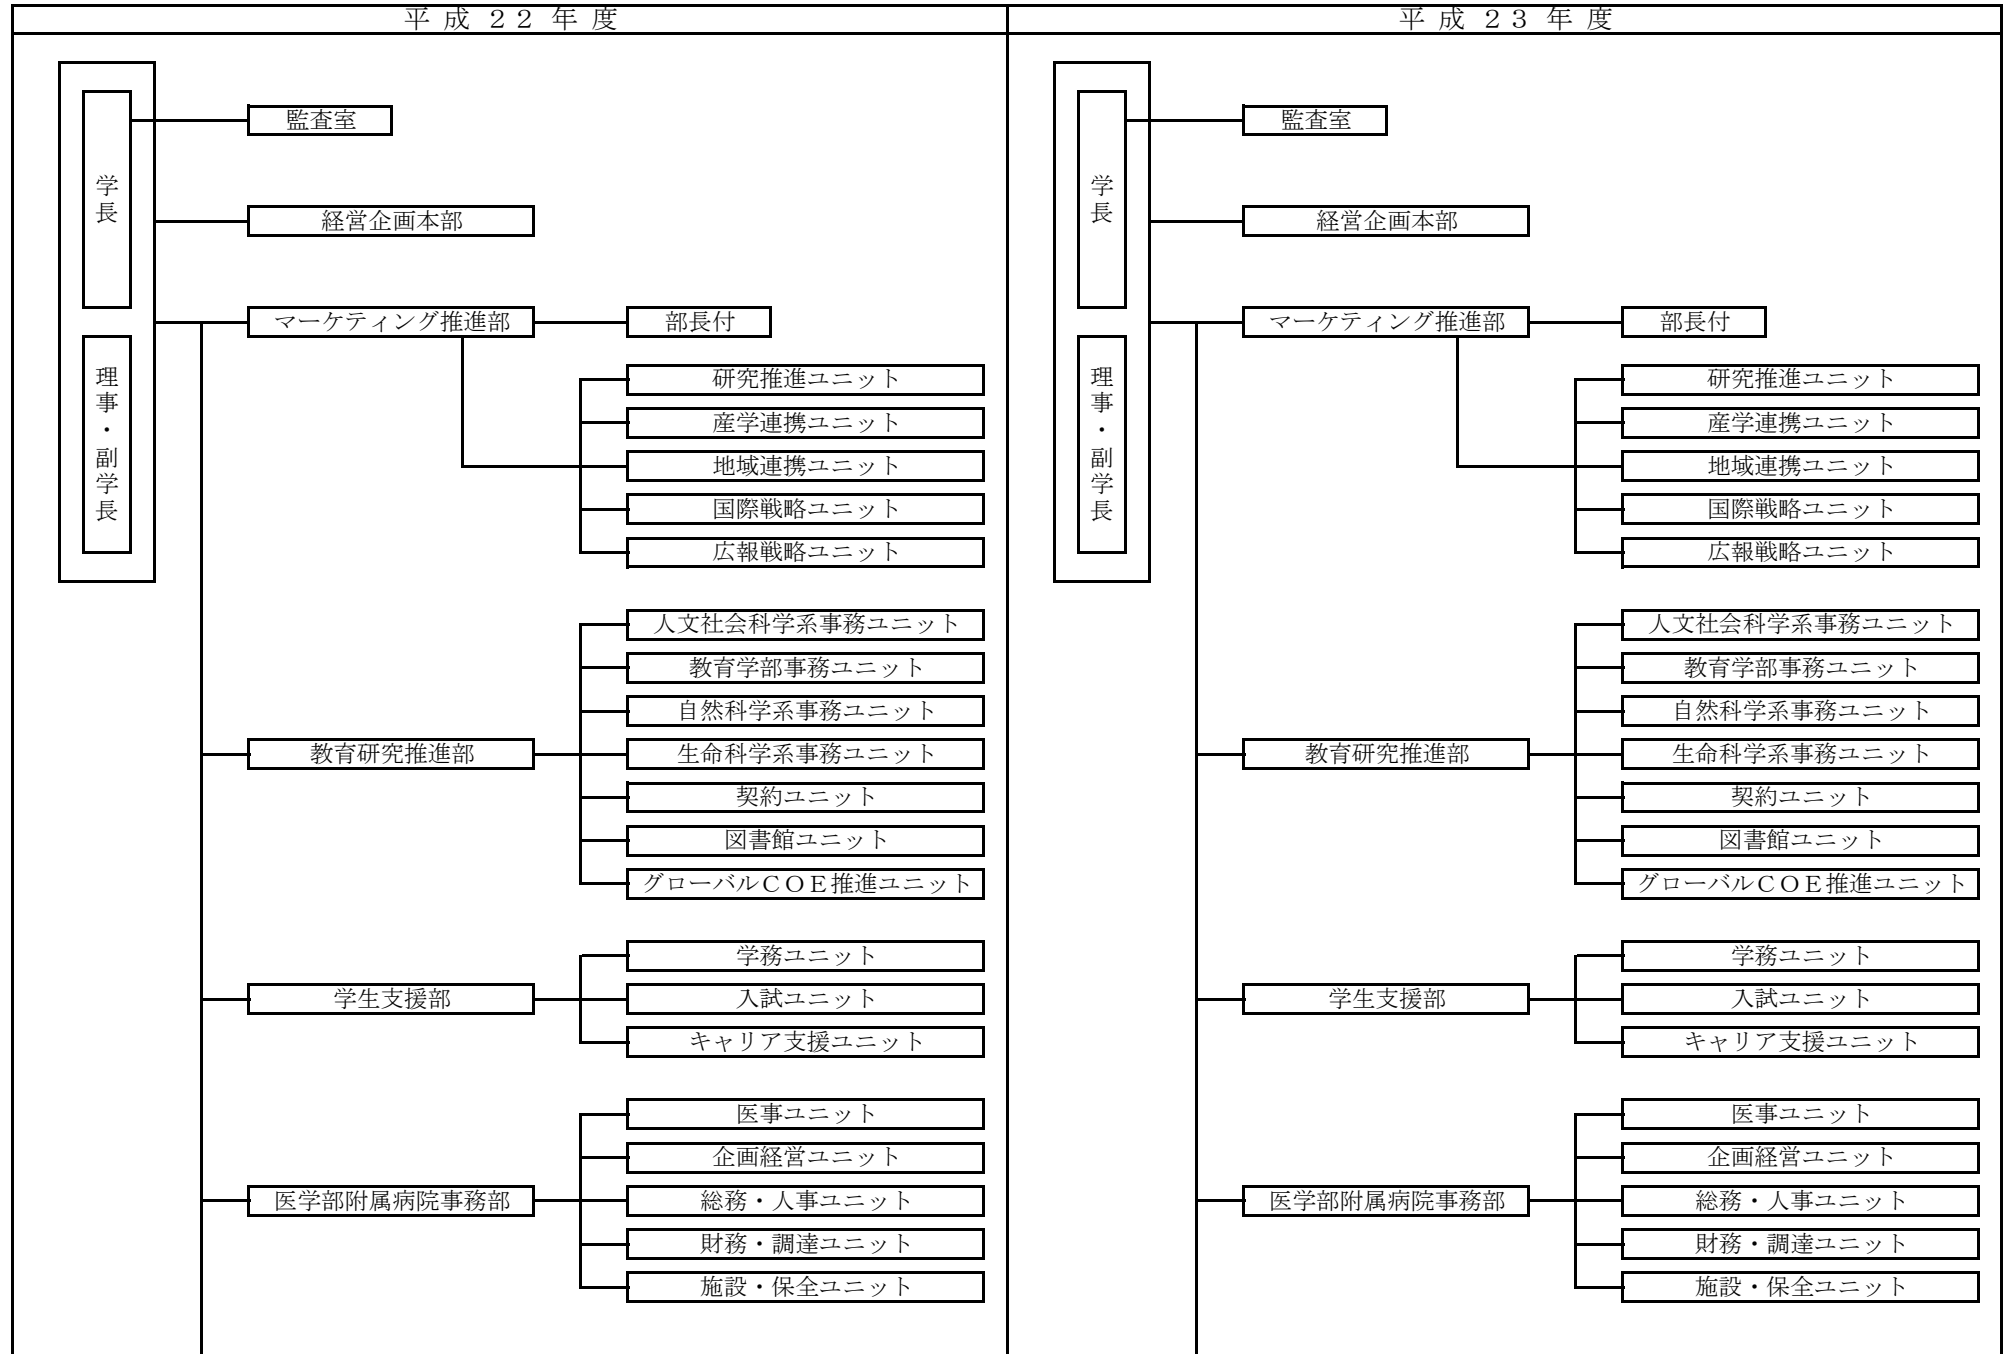 平成２２年度
監査室
学長
経営企画本部
マーケティング推進部
部長付
理事・副学長
研究推進ユニット
産学連携ユニット
地域連携ユニット
国際戦略ユニット
広報戦略ユニット
人文社会科学系事務ユニット
教育学部事務ユニット
自然科学系事務ユニット
教育研究推進部
生命科学系事務ユニット
契約ユニット
図書館ユニット
グローバルＣＯＥ推進ユニット
学務ユニット
学生支援部
入試ユニット
キャリア支援ユニット
医事ユニット
企画経営ユニット
医学部附属病院事務部
総務・人事ユニット
財務・調達ユニット
施設・保全ユニット
平成２３年度
監査室
学長
経営企画本部
マーケティング推進部
部長付
理事・副学長
研究推進ユニット
産学連携ユニット
地域連携ユニット
国際戦略ユニット
広報戦略ユニット
人文社会科学系事務ユニット
教育学部事務ユニット
自然科学系事務ユニット
教育研究推進部
生命科学系事務ユニット
契約ユニット
図書館ユニット
グローバルＣＯＥ推進ユニット
学務ユニット
学生支援部
入試ユニット
キャリア支援ユニット
医事ユニット
企画経営ユニット
医学部附属病院事務部
総務・人事ユニット
財務・調達ユニット
施設・保全ユニット